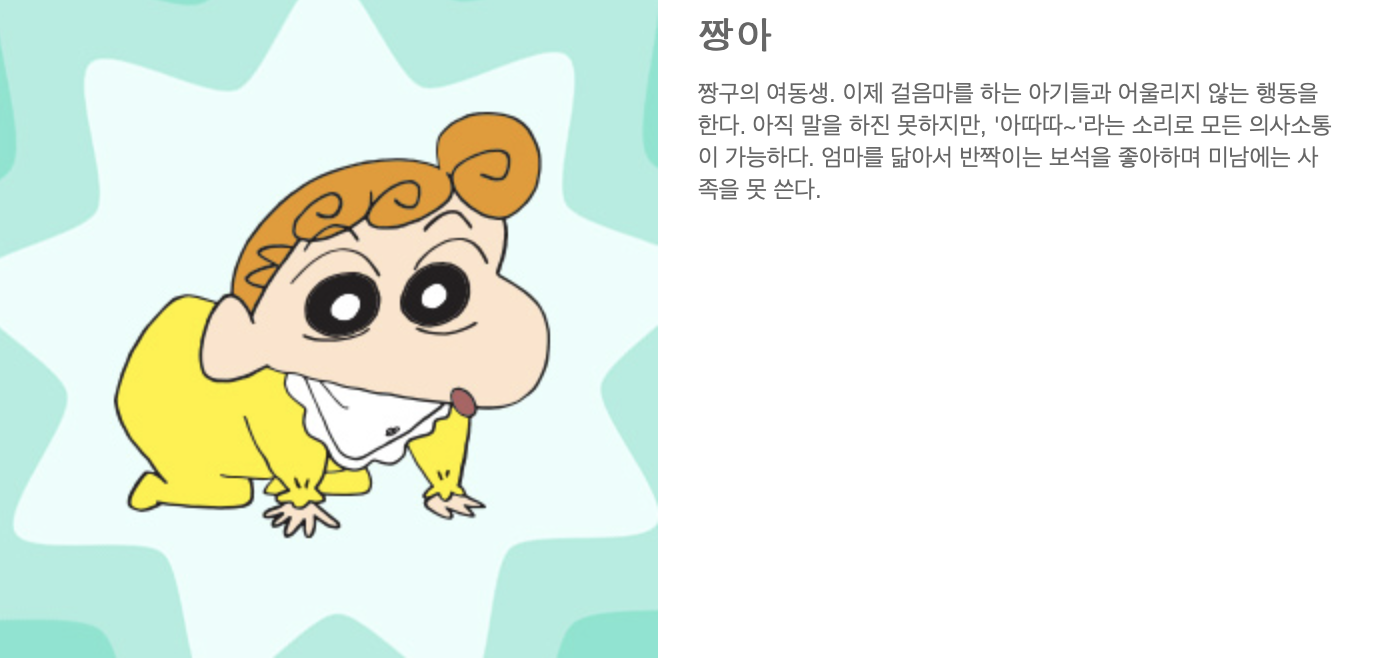 짱아
짱구의 여동생. 이제 걸음마를 하는 아기들과 어울리지 않는 행동을
한다. 아직 말을 하진 못하지만, '아따따~'라는 소리로 모든 의사소통
이 가능하다. 엄마를 닮아서 반짝이는 보석을 좋아하며 미남에는 사
족을 못 쓴다.